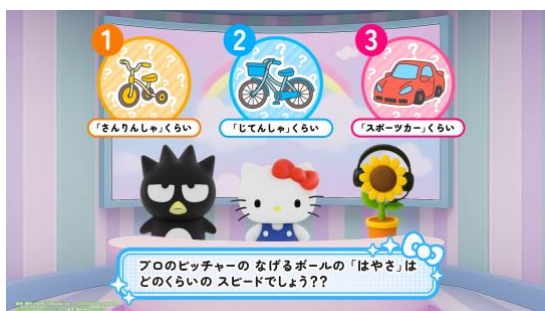 1
2
3
「さんりんしゃ」くらい
「じてんしゃ」くらい
「スポーツカー」くらい
プロのピッチャーの なげるボールの「はやさ」は
どのくらいの スピードでしょう??